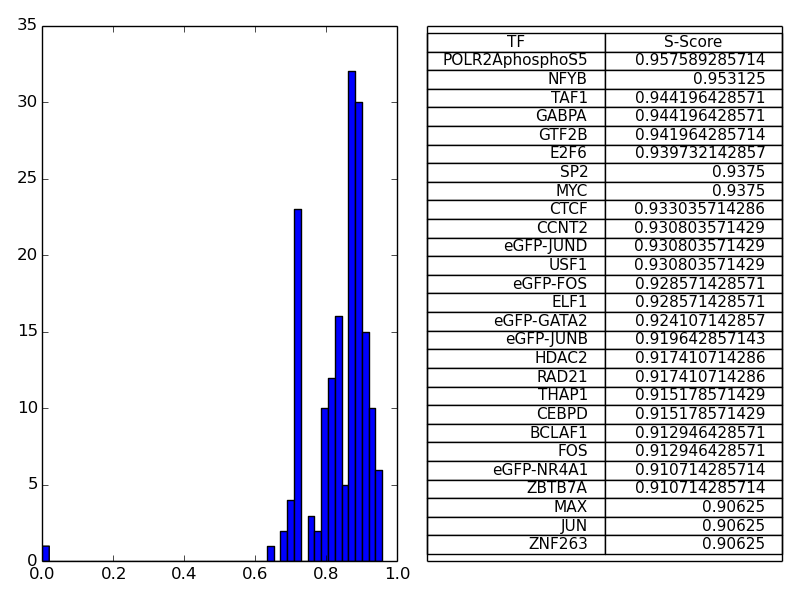 35
30
25
20
15
10
5
0
0.0 0.2 0.4 0.6 0.8 1.0
TF S-Score
POLR2AphosphoS5 0.957589285714
NFYB 0.953125
TAF1 0.944196428571
GABPA 0.944196428571
GTF2B 0.941964285714
E2F6 0.939732142857
SP2 0.9375
MYC 0.9375
CTCF 0.933035714286
CCNT2 0.930803571429
eGFP-JUND 0.930803571429
USF1 0.930803571429
eGFP-FOS 0.928571428571
ELF1 0.928571428571
eGFP-GATA2 0.924107142857
eGFP-JUNB 0.919642857143
HDAC2 0.917410714286
RAD21 0.917410714286
THAP1 0.915178571429
CEBPD 0.915178571429
BCLAF1 0.912946428571
FOS 0.912946428571
eGFP-NR4A1 0.910714285714
ZBTB7A 0.910714285714
MAX 0.90625
JUN 0.90625
ZNF263 0.90625